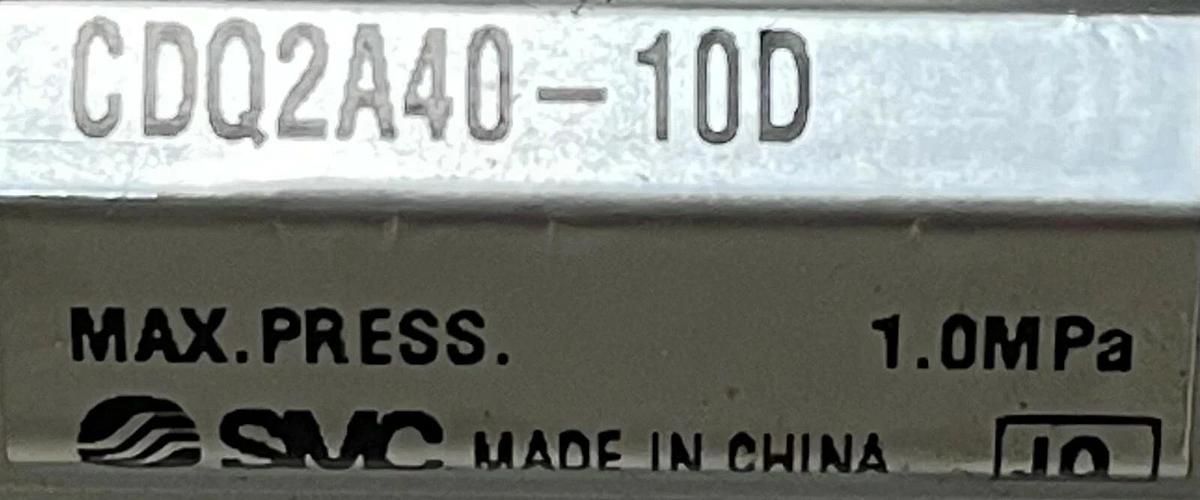 CDQ2A40-10D
MAX.PRESS. 1.0MPa
SMC MADE IN CHINA